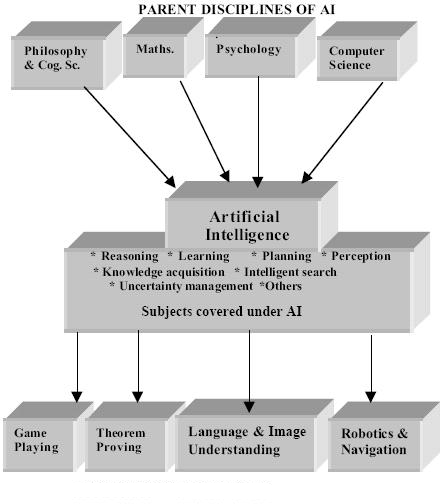 PARENT DISCIPLINES OF AI
Philosophy
& Cog. Sc.
Maths.
Psychology
Computer
Science
Artificial
Intelligence
* Reasoning * Learning * Planning * Perception
* Knowledge acquisition * Intelligent search
* Uncertainty management *Others
Subjects covered under AI
Game
Playing
Theorem
Proving
Language & Image
Understanding
Robotics &
Navigation